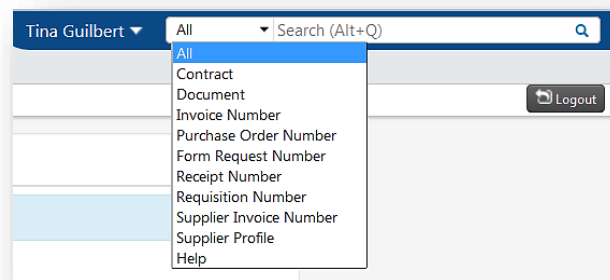 Tina Guilbert
All
Search (Alt+Q)
All
Contract
Document
Invoice Number
Purchase Order Number
Form Request Number
Receipt Number
Requisition Number
Supplier Invoice Number
Supplier Profile
Help
Logout